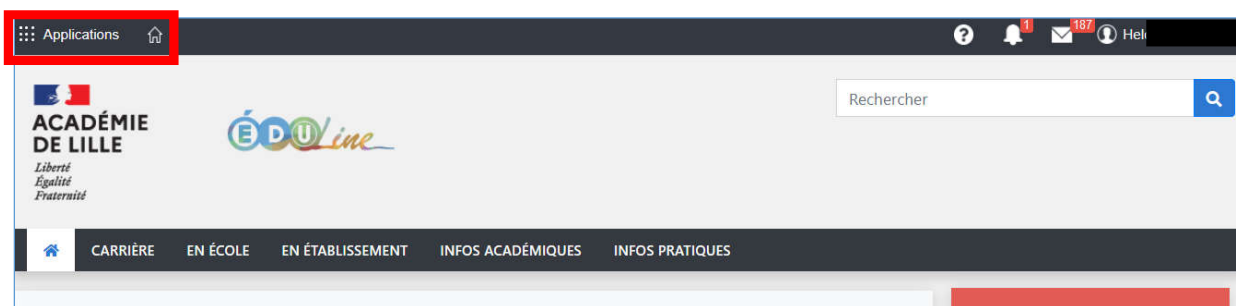 Applications
1
187
Hel
Rechercher
ACADÉMIE
DE LILLE
Liberté
Égalité
Fraternité
ÉDUline
CARRIÈRE EN ÉCOLE EN ÉTABLISSEMENT INFOS ACADÉMIQUES INFOS PRATIQUES